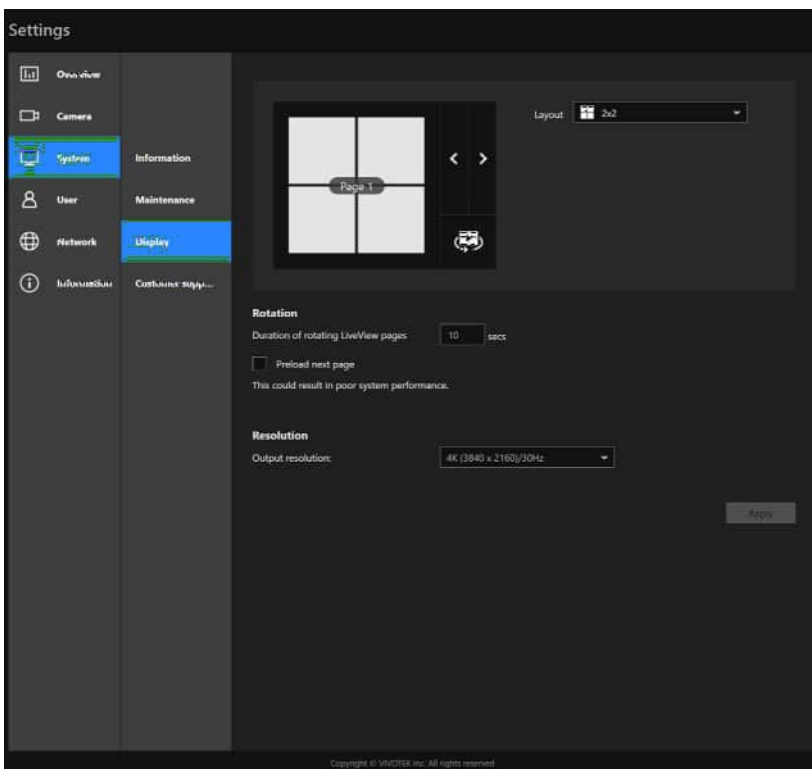 Settings
Overview
Camera
System
User
Network
Information
Information
Maintenance
Display
Customer supp...
Page 1
Layout 2x2
Rotation
Duration of rotating LiveView pages 10 secs
Preload next page
This could result in poor system performance.
Resolution
Output resolution: 4K (3840 x 2160)/30Hz
Apply
Copyright © VIVOTEK Inc. All rights reserved